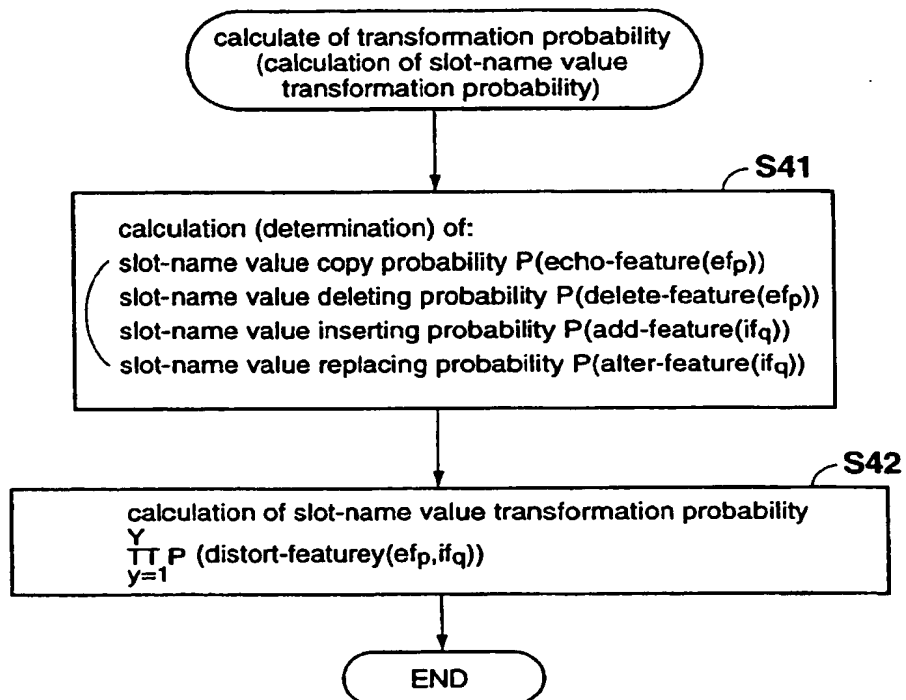 calculate of transformation probability
(calculation of slot-name value
transformation probability)
S41
calculation (determination) of:
slot-name value copy probability P(echo-feature(efp))
slot-name value deleting probability P(delete-feature(efp))
slot-name value inserting probability P(add-feature(ifq))
slot-name value replacing probability P(alter-feature(ifq))
S42
calculation of slot-name value transformation probability
Y
π P (distort-featurey(efp,ifq))
y=1
END